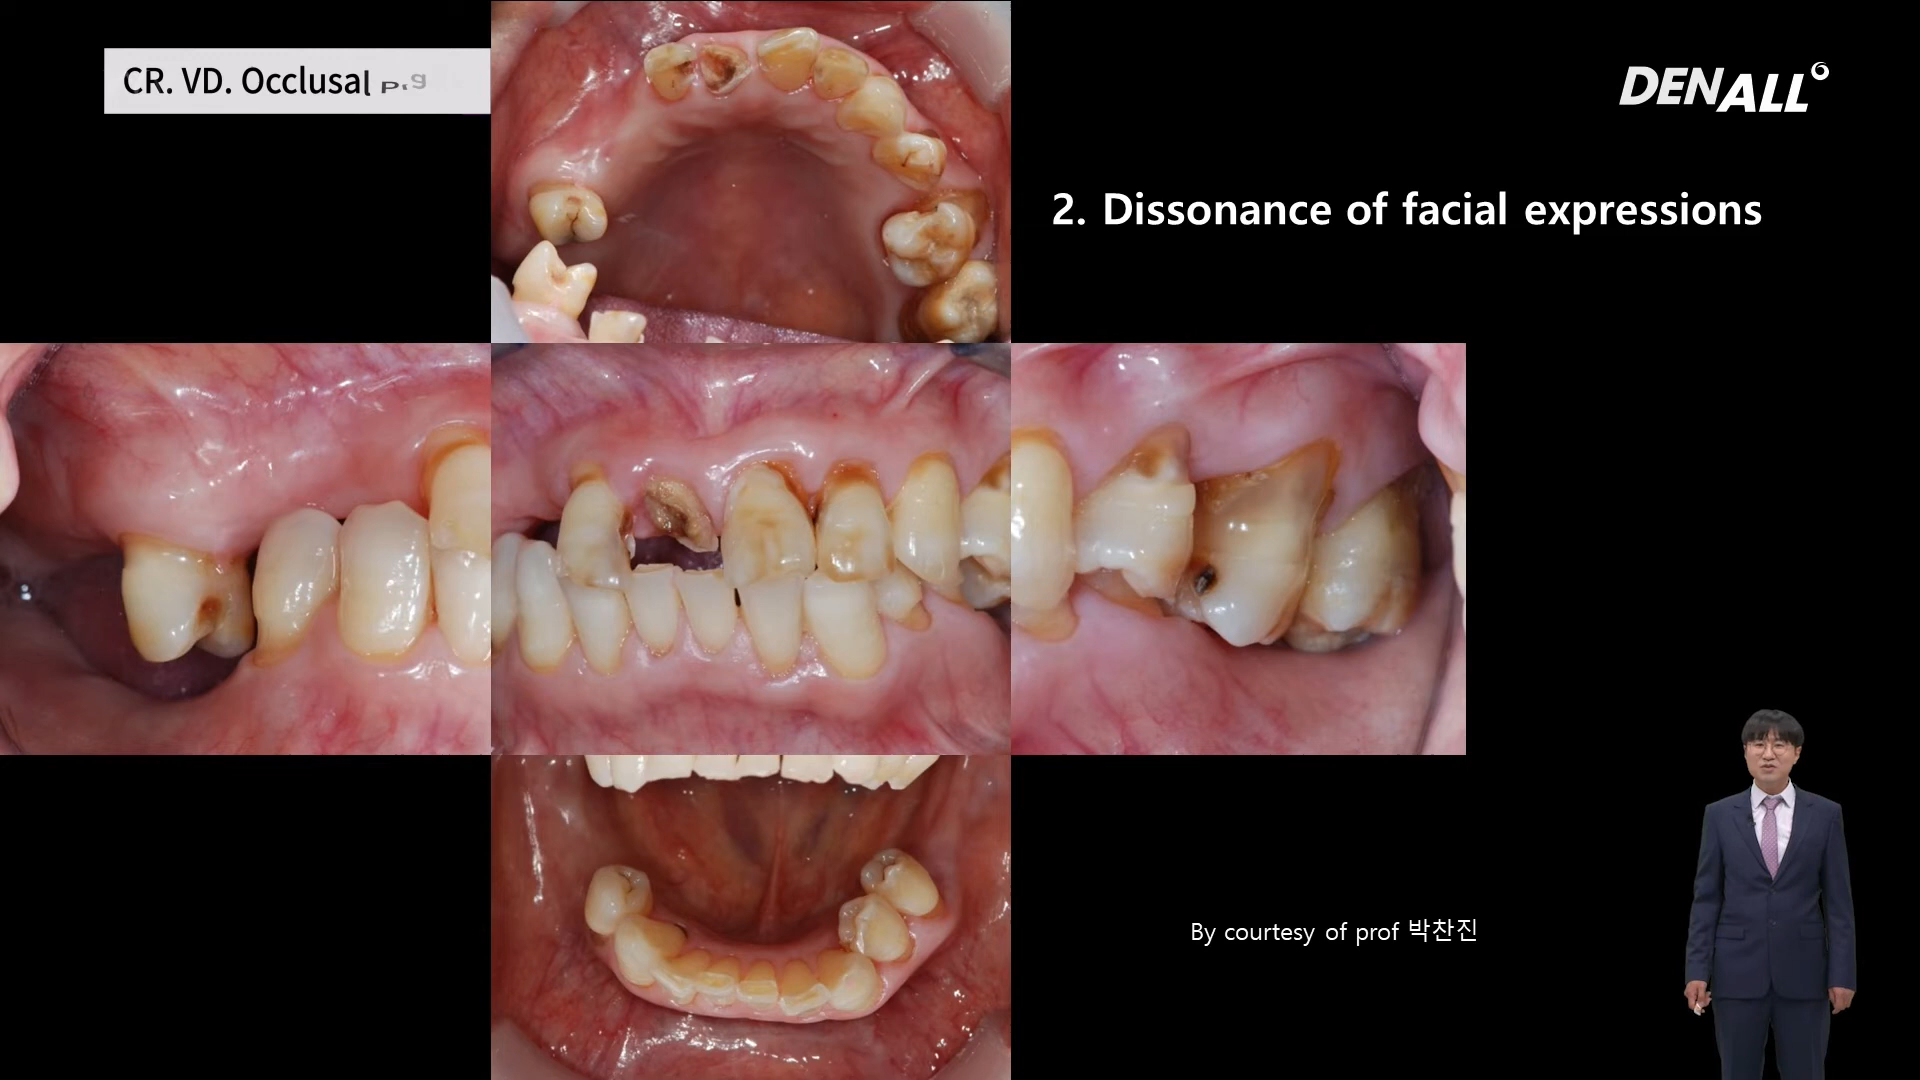 CR. VD. Occlusal
DENALL
2. Dissonance of facial expressions
By courtesy of prof 박찬진